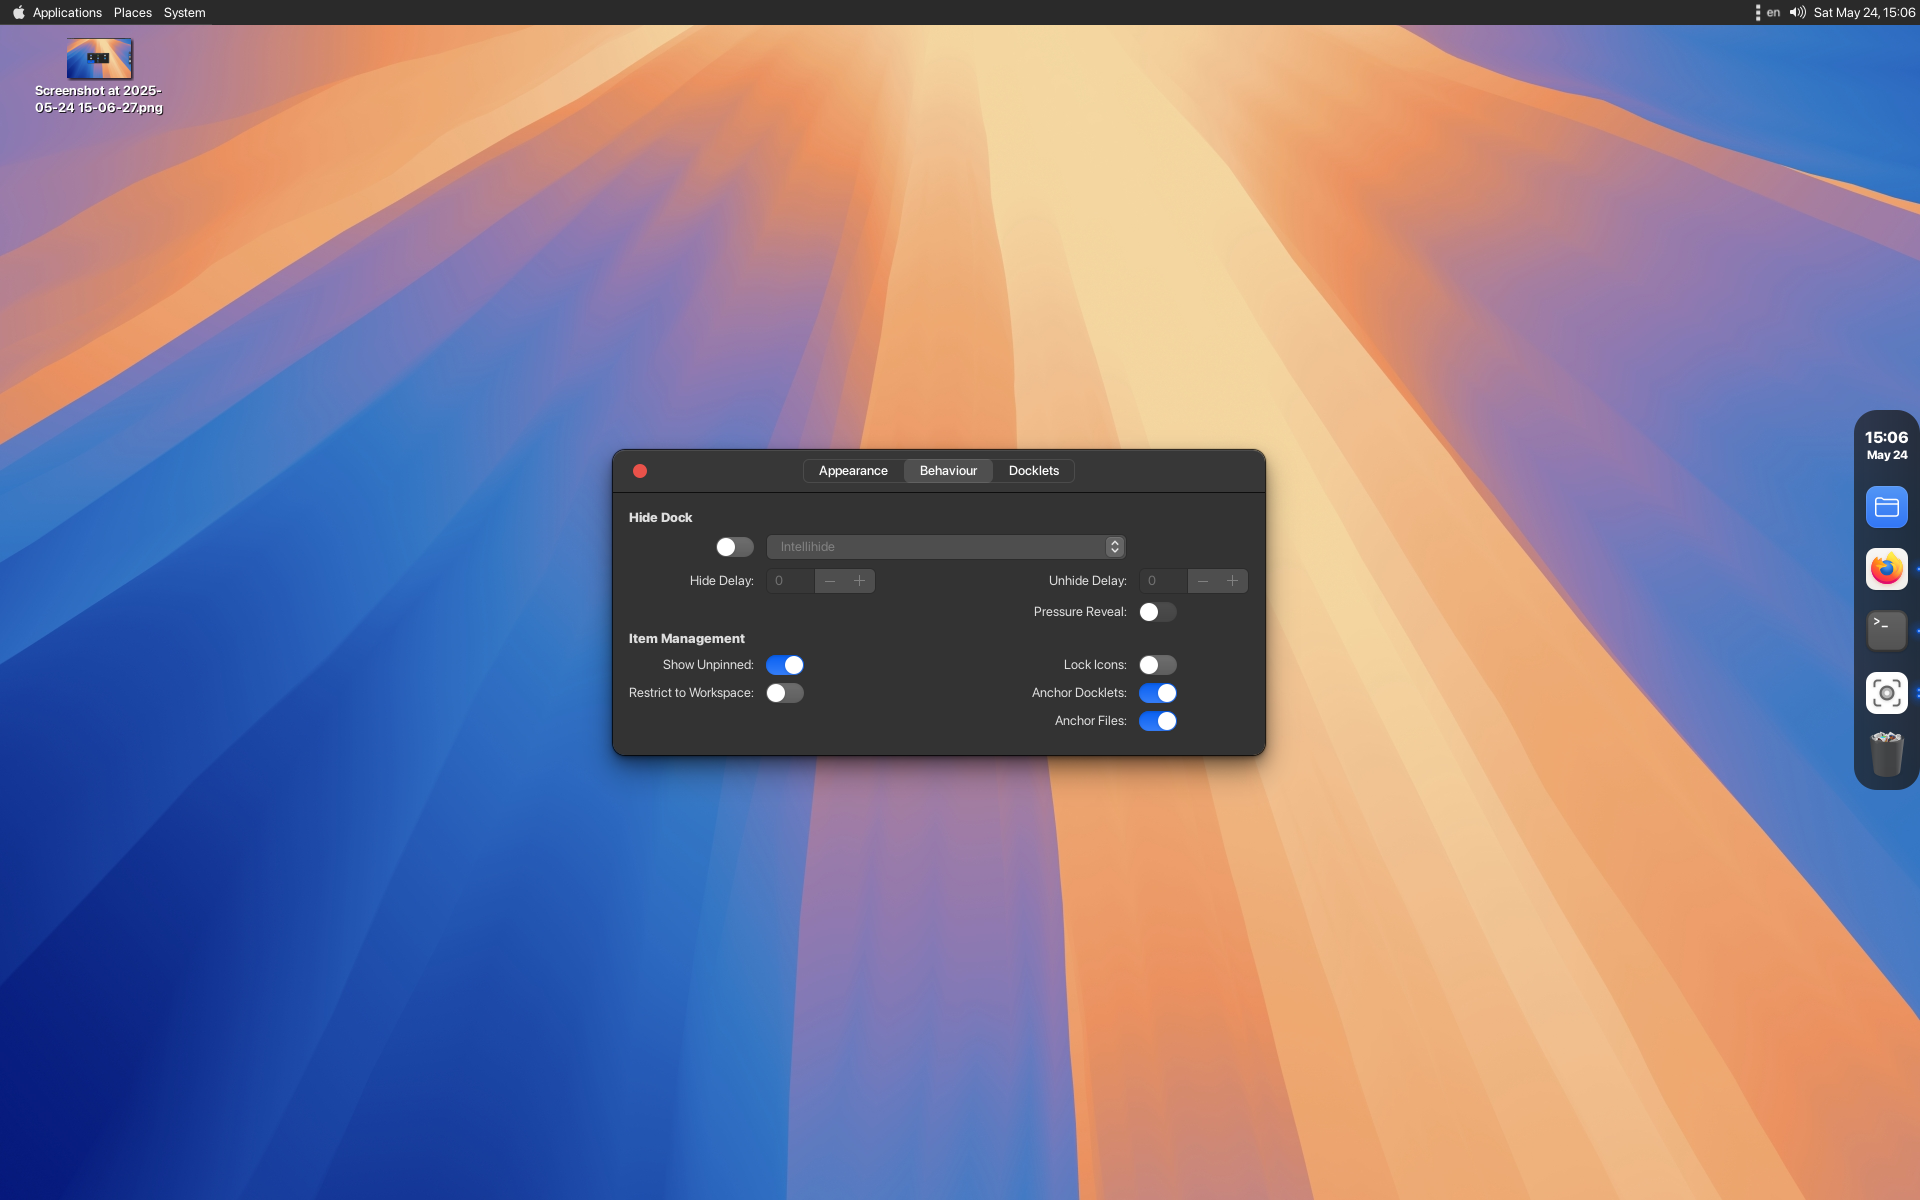 Applications Places System
en Sat May 24, 15:06
Screenshot at 2025-
05-24 15-06-27.png
15:06
May 24
>_
Appearance Behaviour Docklets
Hide Dock
Intellihide
Hide Delay: 0 Unhide Delay: 0
Pressure Reveal:
Item Management
Show Unpinned: Lock Icons:
Restrict to Workspace: Anchor Docklets:
Anchor Files: